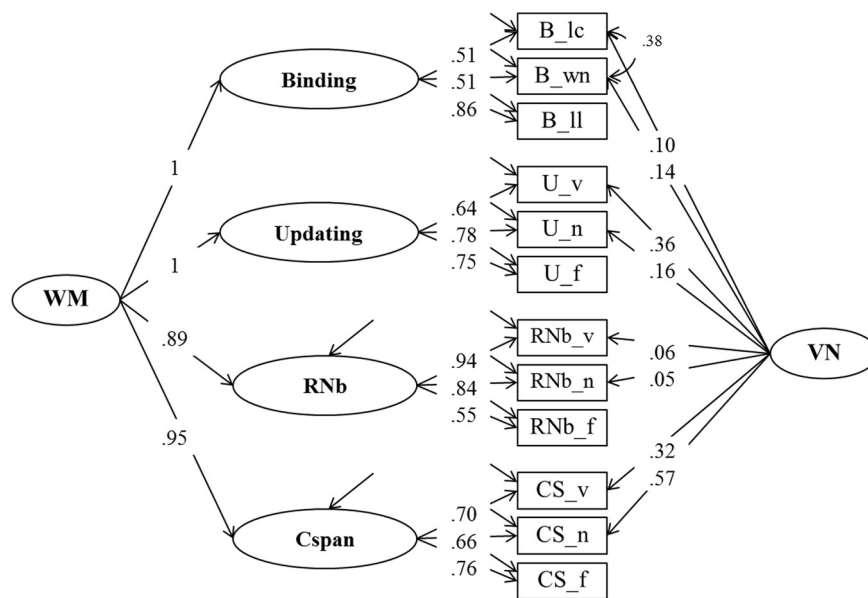 B_lc
.38
.51
Binding
B_wn
.51
.86
B_ll
.10
.14
1
U_v
.64
Updating
U_n
.78
.36
.75
U_f
.16
1
WM
.89
RNb_v
.94
.06
VN
RNb
RNb_n
.84
.05
.55
RNb_f
.95
.32
CS_v
.57
.70
Cspan
CS_n
.66
.76
CS_f